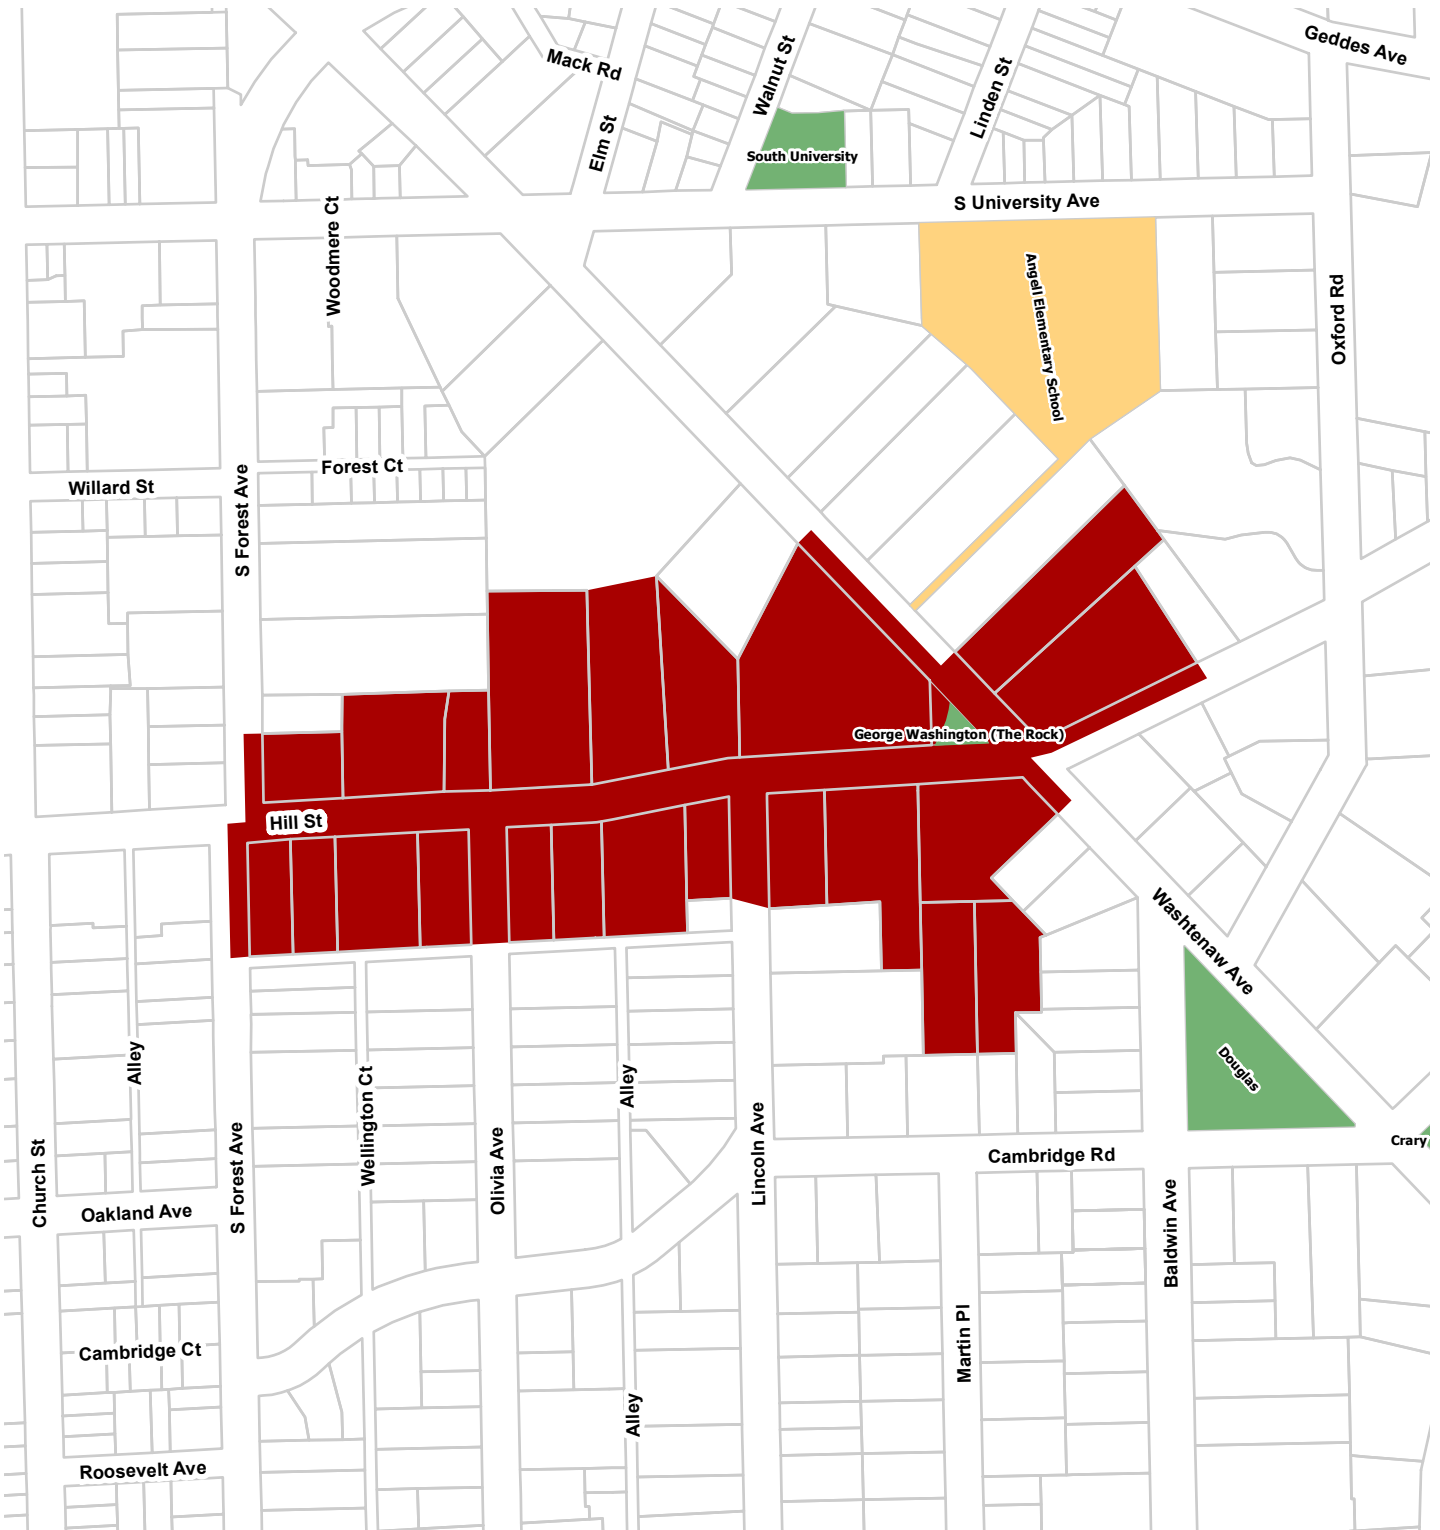 Geddes Ave
Mack Rd
Walnut St
Linden St
Elm St
South University
S University Ave
Woodmere Ct
Angell Elementary School
Oxford Rd
Forest Ct
Willard St
S Forest Ave
George Washington (The Rock)
Hill St
Washtenaw Ave
Douglas
Alley
Alley
Wellington Ct
Lincoln Ave
Crary
Church St
S Forest Ave
Olivia Ave
Cambridge Rd
Oakland Ave
Baldwin Ave
Martin Pl
Cambridge Ct
Alley
Roosevelt Ave